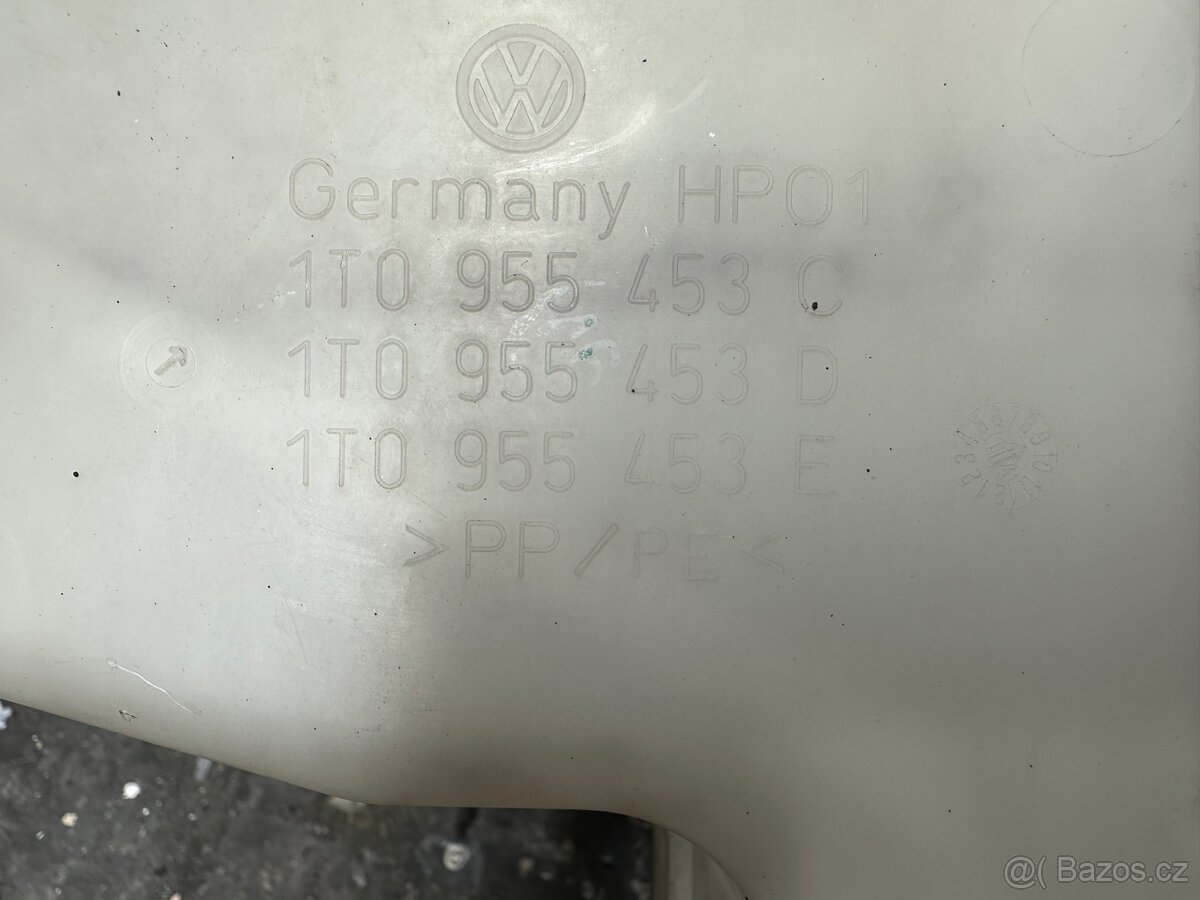 Germany HP01
1T0 955 453 C
1T0 955 453 D
1T0 955 453 E
>PP/PE<
@( Bazos.cz